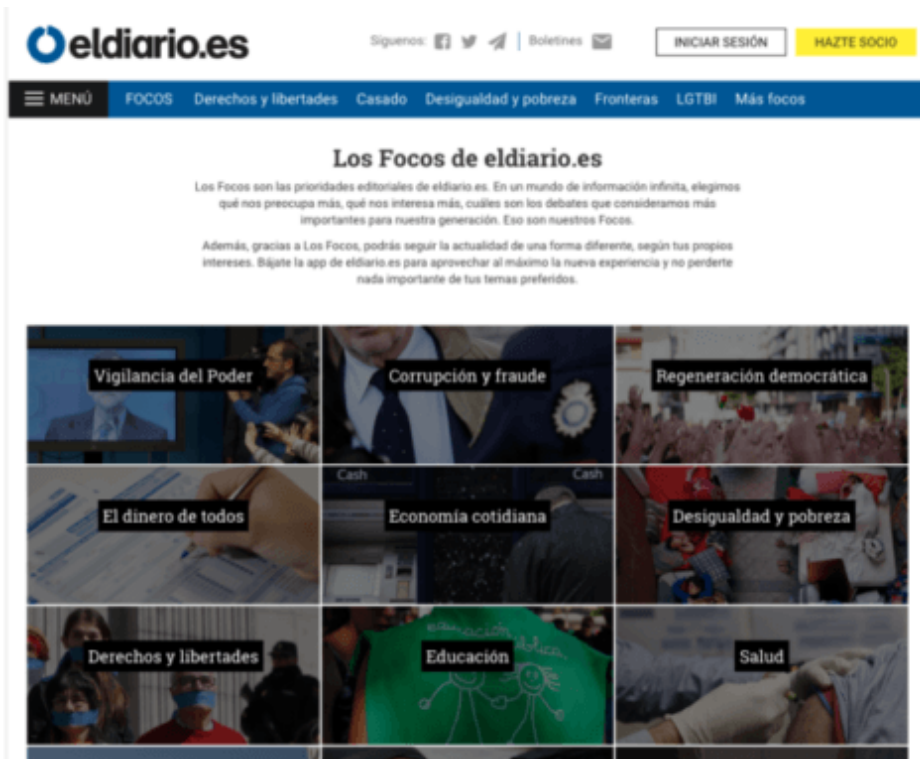 eldiario.es
Síguenos:
Boletines
INICIAR SESIÓN
HAZTE SOCIO
MENÚ
FOCOS
Derechos y libertades
Casado
Desigualdad y pobreza
Fronteras
LGTBI
Más focos
Los Focos de eldiario.es
Los Focos son las prioridades editoriales de eldiario.es. En un mundo de información infinita, elegimos
qué nos preocupa más, qué nos interesa más, cuáles son los debates que consideramos más
importantes para nuestra generación. Eso son nuestros Focos.
Además, gracias a Los Focos, podrás seguir la actualidad de una forma diferente, según tus propios
intereses. Bájate la app de eldiario.es para aprovechar al máximo la nueva experiencia y no perderte
nada importante de tus temas preferidos.
Vigilancia del Poder
Corrupción y fraude
Regeneración democrática
El dinero de todos
Cash
Cash
Economía cotidiana
Desigualdad y pobreza
Derechos y libertades
Educación
Salud